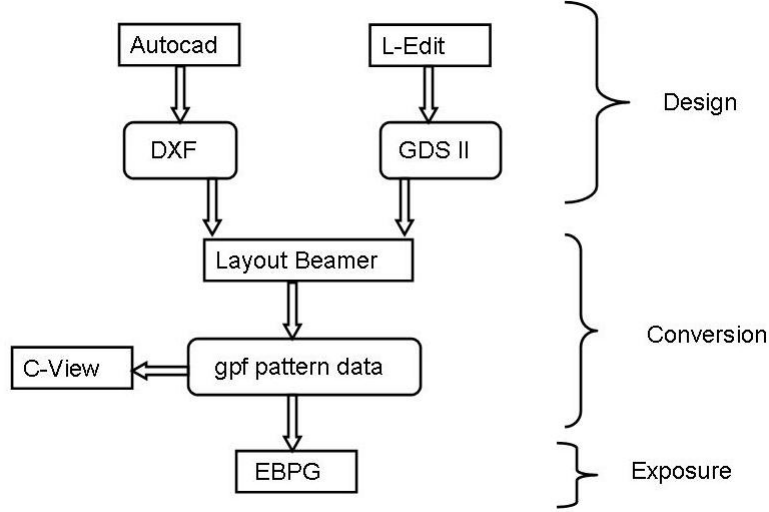 Autocad
L-Edit
Design
DXF
GDS II
Layout Beamer
Conversion
C-View
gpf pattern data
EBPG
Exposure